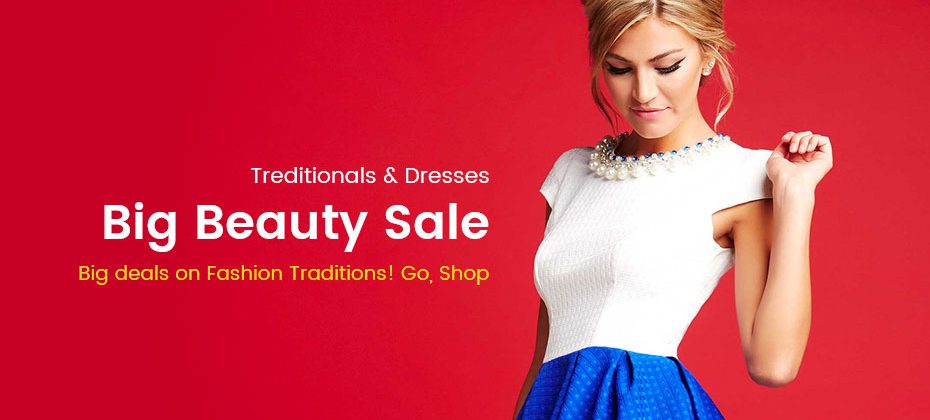 Treditionals & Dresses
Big Beauty Sale
Big deals on Fashion Traditions! Go, Shop